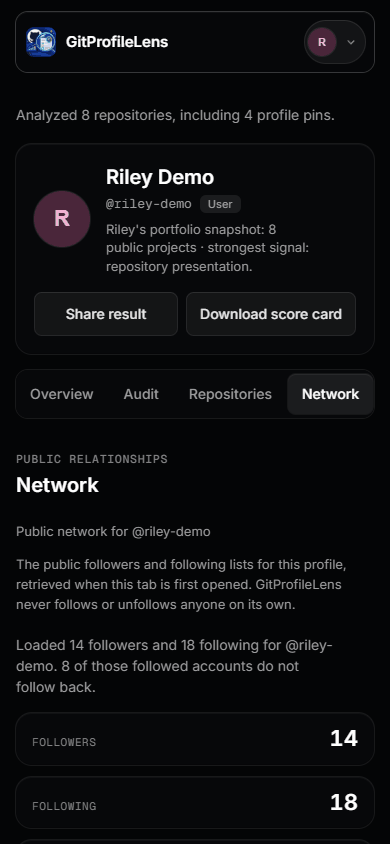 GitProfileLens
R
Analyzed 8 repositories, including 4 profile pins.
R
Riley Demo
@riley-demo User
Riley's portfolio snapshot: 8
public projects · strongest signal:
repository presentation.
Share result Download score card
Overview Audit Repositories Network
PUBLIC RELATIONSHIPS
Network
Public network for @riley-demo
The public followers and following lists for this profile,
retrieved when this tab is first opened. GitProfileLens
never follows or unfollows anyone on its own.
Loaded 14 followers and 18 following for @riley-
demo. 8 of those followed accounts do not
follow back.
FOLLOWERS 14
FOLLOWING 18